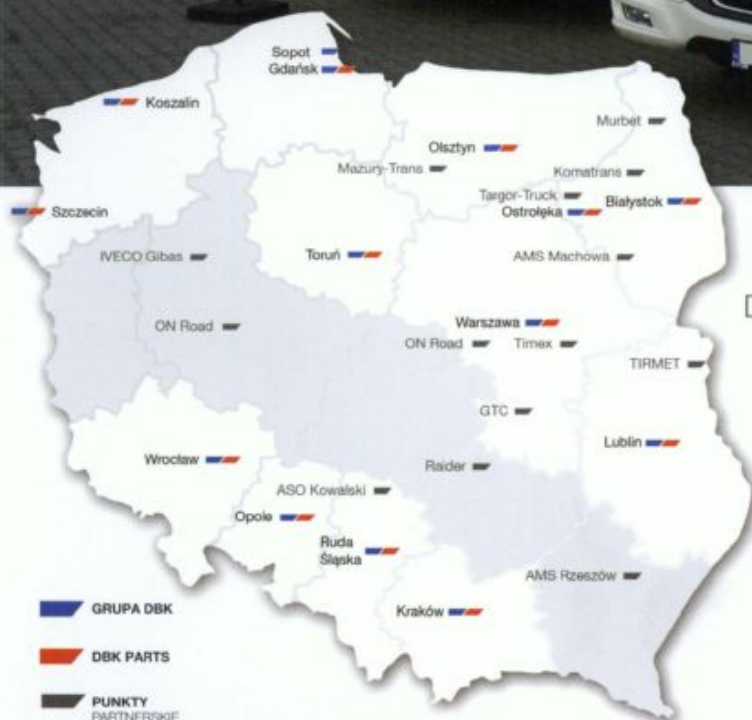 Sopot
Gdańsk
Koszalin
Murbet
Olsztyn
Mazury-Trans
Komatrans
Targor-Truck
Białystok
Ostrołęka
Szczecin
IVECO Gibas
Toruń
AMS Machowa
ON Road
Warszawa
ON Road
Timex
TIRMET
GTC
Lublin
Wrocław
Raider
ASO Kowalski
Opole
Ruda
Śląska
AMS Rzeszów
Kraków
GRUPA DBK
DBK PARTS
PUNKTY
PARTNERSKIE